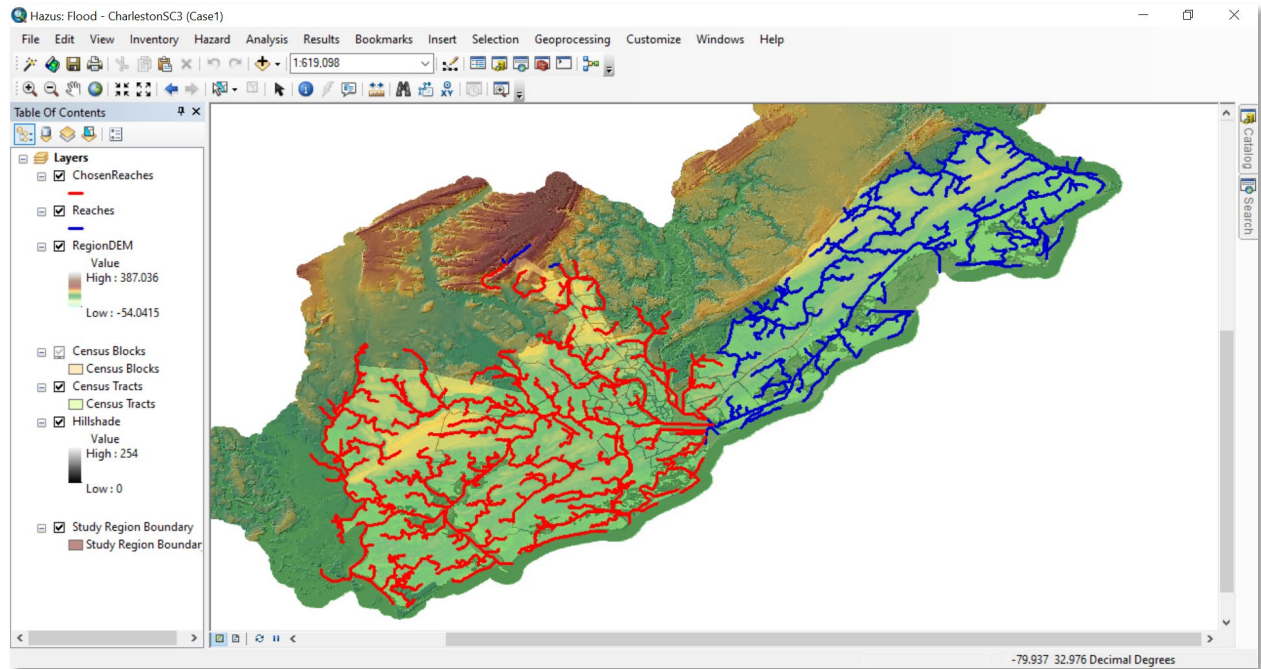 Hazus: Flood - CharlestonSC3 (Case1)
File Edit View Inventory Hazard Analysis Results Bookmarks Insert Selection Geoprocessing Customize Windows Help
1:619,098
XY
Table Of Contents
Layers
ChosenReaches
Reaches
RegionDEM
Value
High : 387.036
Low : -54.0415
Census Blocks
Census Blocks
Census Tracts
Census Tracts
Hillshade
Value
High : 254
Low : 0
Study Region Boundary
Study Region Boundar
Catalog
Search
-79.937 32.976 Decimal Degrees